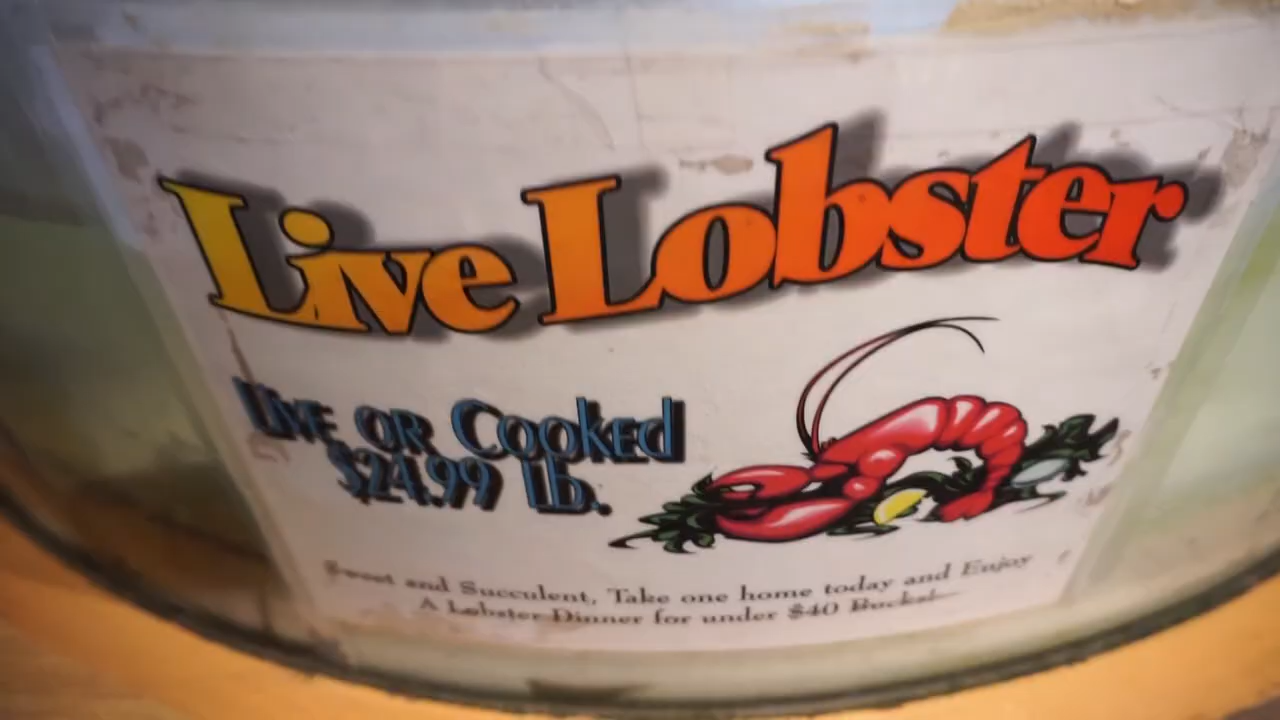 Live Lobster
Live or Cooked
$24.99 lb.
Sweet and Succulent, Take one home today and Enjoy
A Lobster Dinner for under $40 Bucks!